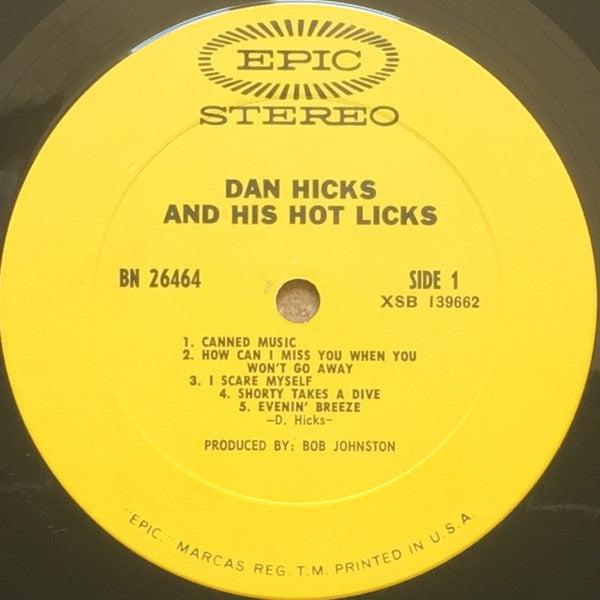 EPIC
STEREO
DAN HICKS
AND HIS HOT LICKS
BN 26464
SIDE 1
XSB 139662
1. CANNED MUSIC
2. HOW CAN I MISS YOU WHEN YOU
WON'T GO AWAY
3. I SCARE MYSELF
4. SHORTY TAKES A DIVE
5. EVENIN' BREEZE
—D. Hicks—
PRODUCED BY: BOB JOHNSTON
"EPIC," MARCAS REG. T.M. PRINTED IN U.S.A.